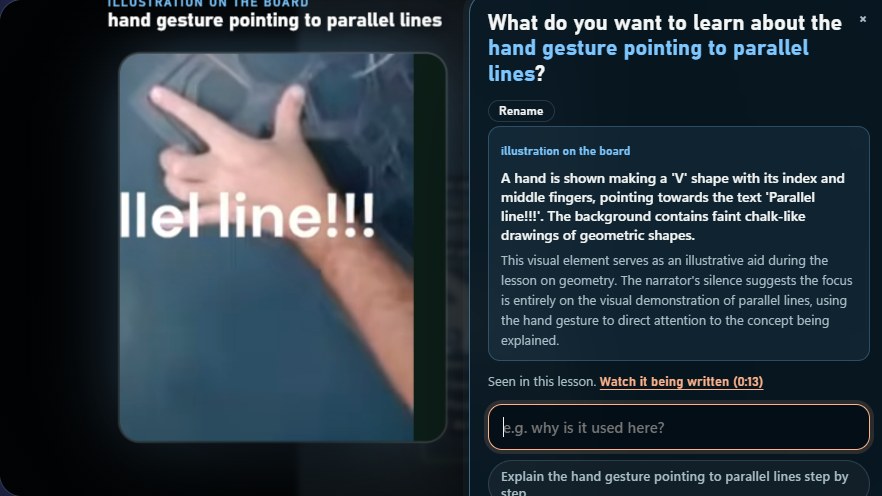 ILLUSTRATION ON THE BOARD
hand gesture pointing to parallel lines
llel line!!!
What do you want to learn about the
hand gesture pointing to parallel
lines?
×
Rename
illustration on the board
A hand is shown making a 'V' shape with its index and
middle fingers, pointing towards the text 'Parallel
line!!!'. The background contains faint chalk-like
drawings of geometric shapes.
This visual element serves as an illustrative aid during the
lesson on geometry. The narrator's silence suggests the focus
is entirely on the visual demonstration of parallel lines, using
the hand gesture to direct attention to the concept being
explained.
Seen in this lesson. Watch it being written (0:13)
e.g. why is it used here?
Explain the hand gesture pointing to parallel lines step by
step